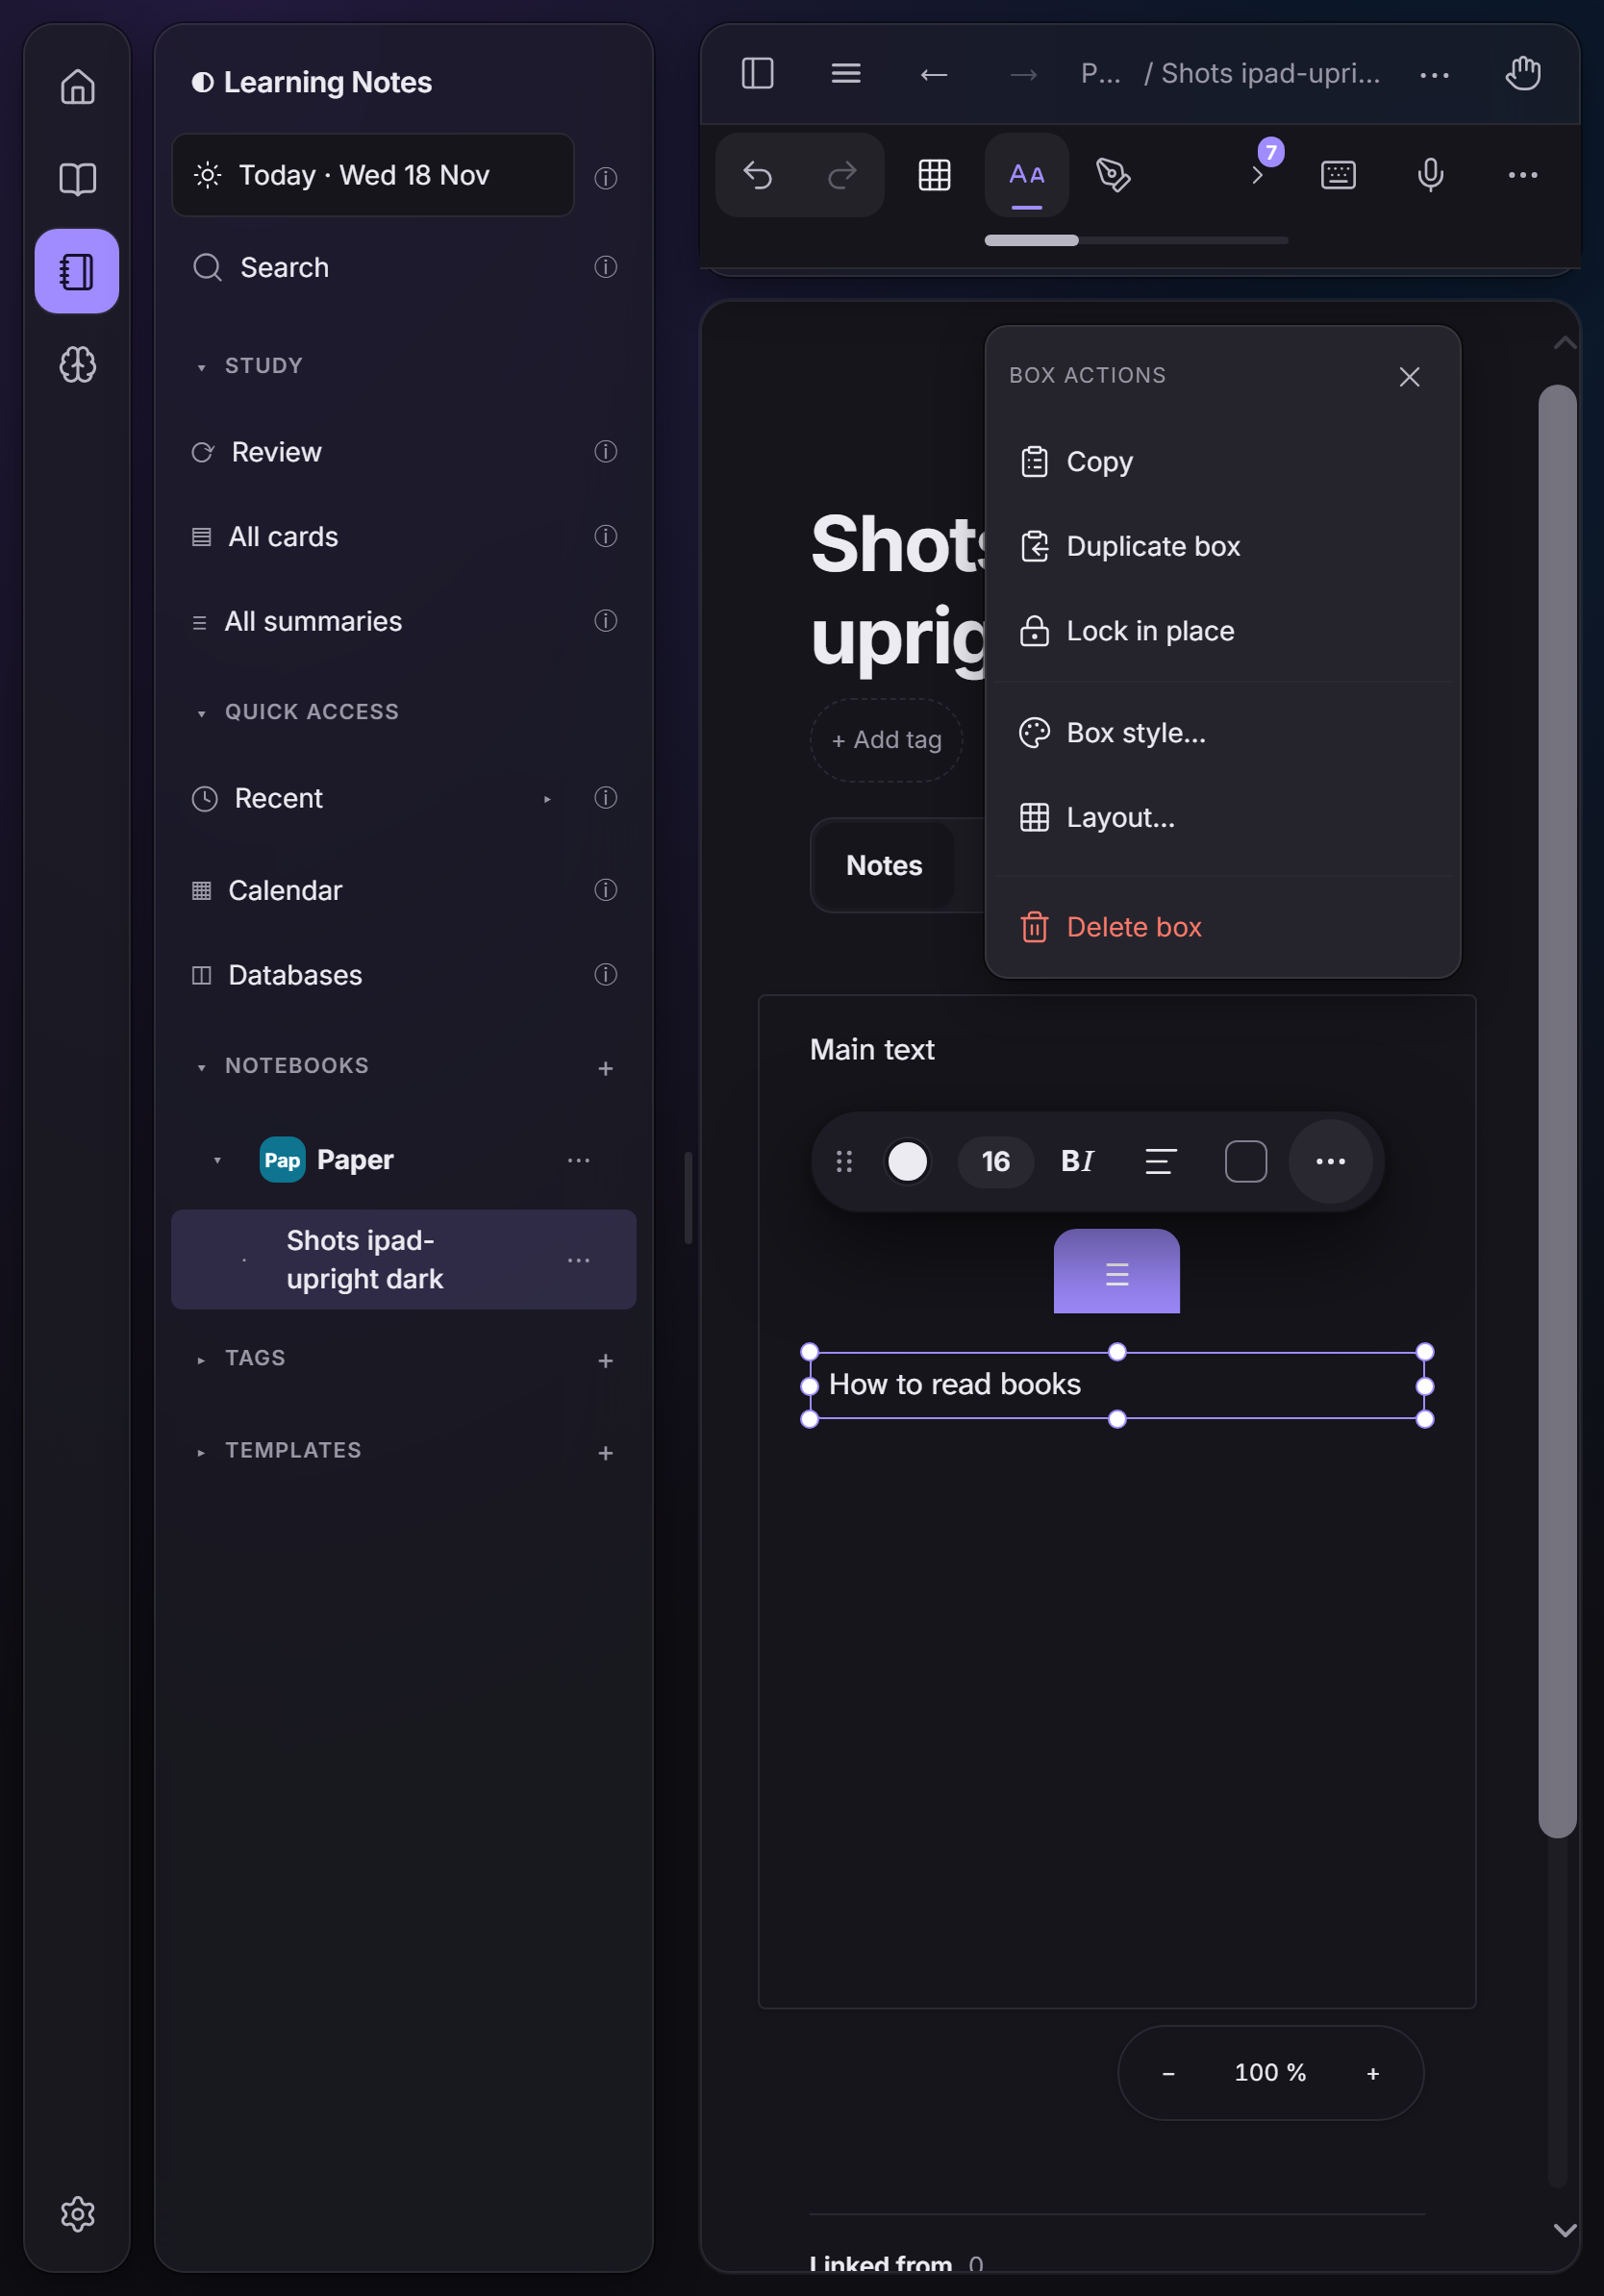 Learning Notes
Today · Wed 18 Nov
Search
STUDY
Review
All cards
All summaries
QUICK ACCESS
Recent
Calendar
Databases
NOTEBOOKS
Pap Paper
Shots ipad-
upright dark
TAGS
TEMPLATES
P... / Shots ipad-upri...
AA
7
BOX ACTIONS
Copy
Duplicate box
Lock in place
Box style...
Layout...
Delete box
Shots
uprig
+ Add tag
Notes
Main text
16 BI
How to read books
− 100 % +
Linked from 0